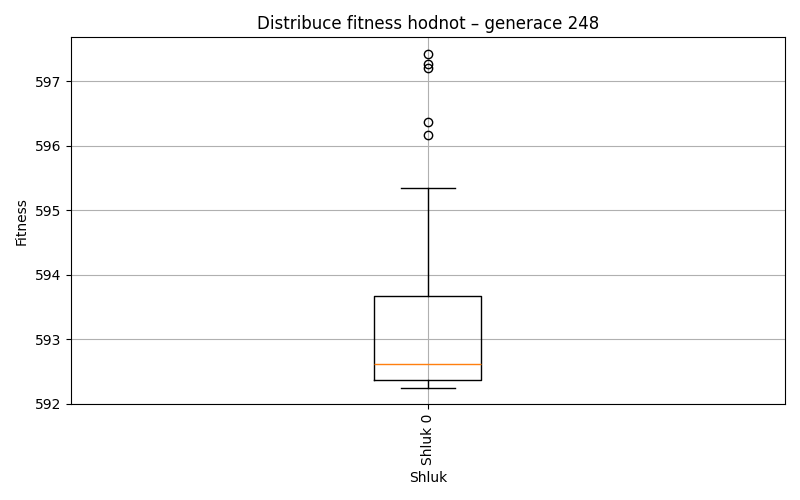 Distribuce fitness hodnot – generace 248
Fitness
597
596
595
594
593
592
Shluk 0
Shluk